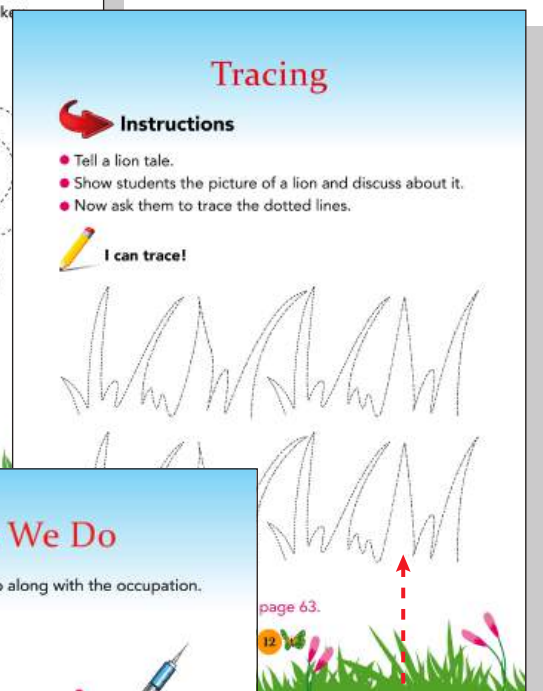 Tracing
Instructions
Tell a lion tale.
Show students the picture of a lion and discuss about it.
Now ask them to trace the dotted lines.
I can trace!
page 63.
12
We Do
along with the occupation.